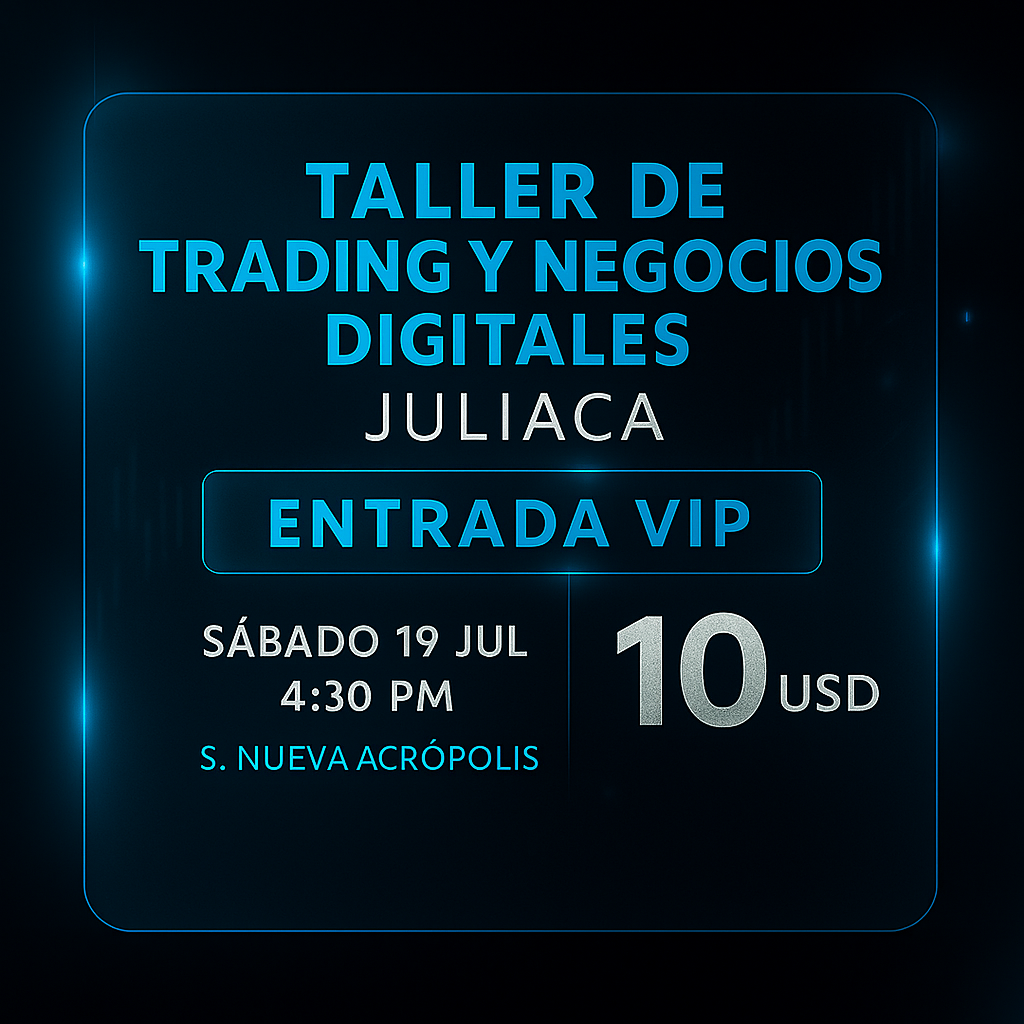 TALLER DE
TRADING Y NEGOCIOS
DIGITALES
JULIACA
ENTRADA VIP
SÁBADO 19 JUL
4:30 PM
S. NUEVA ACRÓPOLIS
10 USD